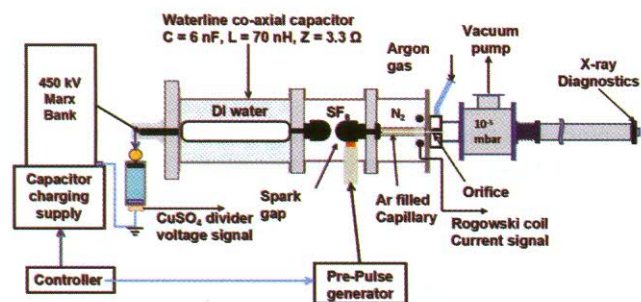 Waterline co-axial capacitor
C = 6 nF, L = 70 nH, Z = 3.3 Ω
Vacuum
pump
Argon
gas
X-ray
Diagnostics
450 kV
Marx
Bank
DI water
SF₆
N₂
10⁻⁵
mbar
Capacitor
charging
supply
CuSO₄ divider
voltage signal
Spark
gap
Ar filled
Capillary
Orifice
Rogowski coil
Current signal
Controller
Pre-Pulse
generator